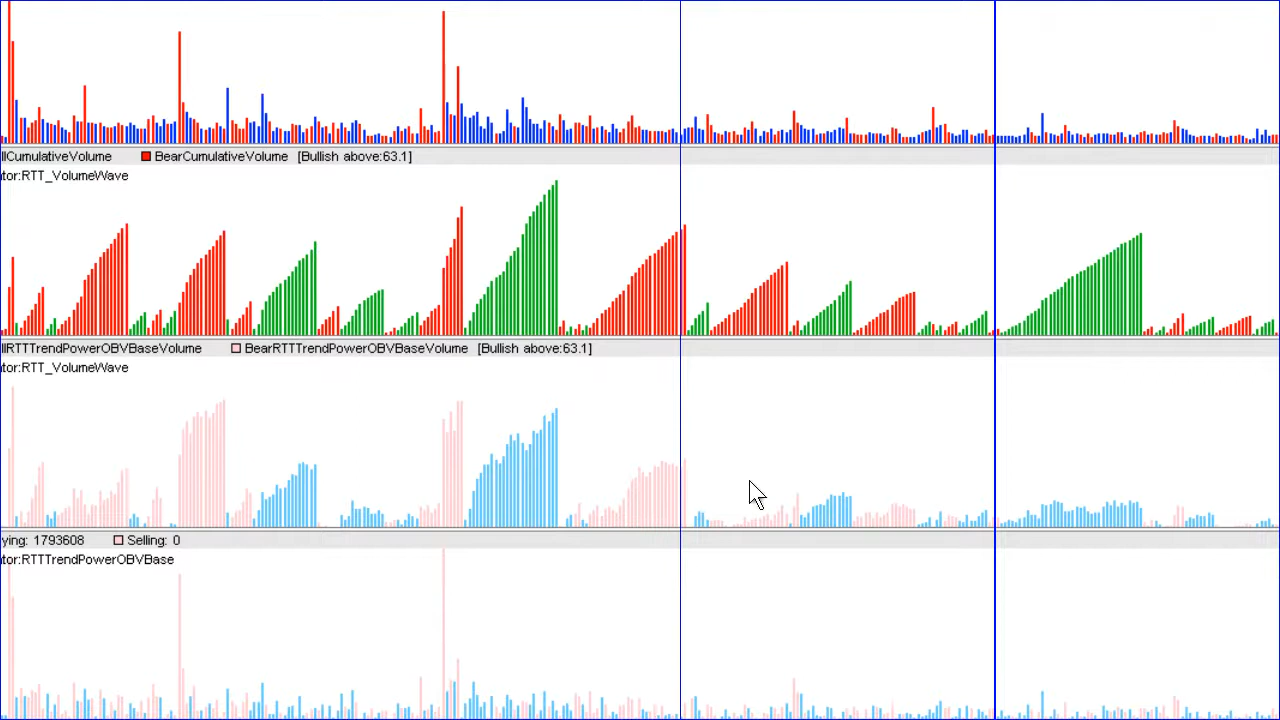 llCumulativeVolume BearCumulativeVolume [Bullish above:63.1]
tor:RTT_VolumeWave
llRTTTrendPowerOBVBaseVolume BearRTTTrendPowerOBVBaseVolume [Bullish above:63.1]
tor:RTT_VolumeWave
ying: 1793608 Selling: 0
tor:RTTTrendPowerOBVBase